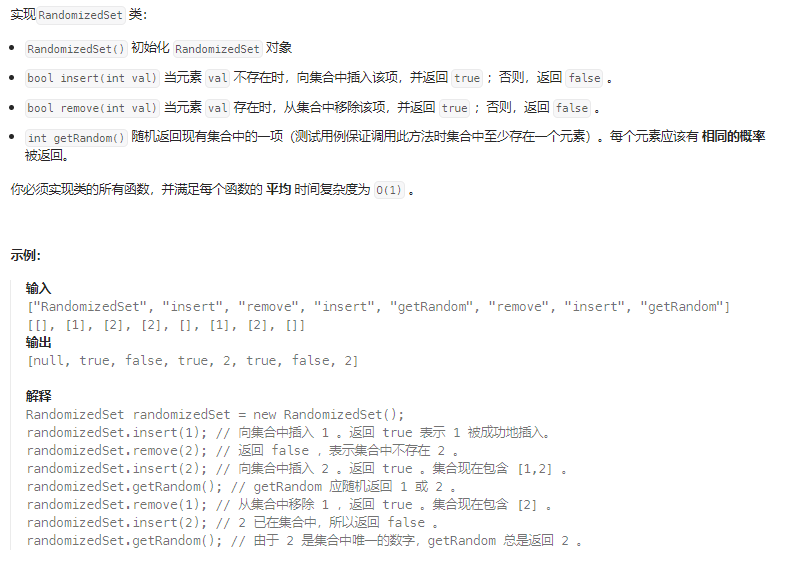 实现RandomizedSet 类：
RandomizedSet() 初始化 RandomizedSet 对象
bool insert(int val) 当元素 val 不存在时，向集合中插入该项，并返回 true ；否则，返回 false 。
bool remove(int val) 当元素 val 存在时，从集合中移除该项，并返回 true ；否则，返回 false 。
int getRandom() 随机返回现有集合中的一项（测试用例保证调用此方法时集合中至少存在一个元素）。每个元素应该有 相同的概率
被返回。
你必须实现类的所有函数，并满足每个函数的 平均 时间复杂度为 O(1) 。
示例：
输入
["RandomizedSet", "insert", "remove", "insert", "getRandom", "remove", "insert", "getRandom"]
[[], [1], [2], [2], [], [1], [2], []]
输出
[null, true, false, true, 2, true, false, 2]
解释
RandomizedSet randomizedSet = new RandomizedSet();
randomizedSet.insert(1); // 向集合中插入 1 。返回 true 表示 1 被成功地插入。
randomizedSet.remove(2); // 返回 false ，表示集合中不存在 2 。
randomizedSet.insert(2); // 向集合中插入 2 。返回 true 。集合现在包含 [1,2] 。
randomizedSet.getRandom(); // getRandom 应随机返回 1 或 2 。
randomizedSet.remove(1); // 从集合中移除 1 ，返回 true 。集合现在包含 [2] 。
randomizedSet.insert(2); // 2 已在集合中，所以返回 false 。
randomizedSet.getRandom(); // 由于 2 是集合中唯一的数字，getRandom 总是返回 2 。